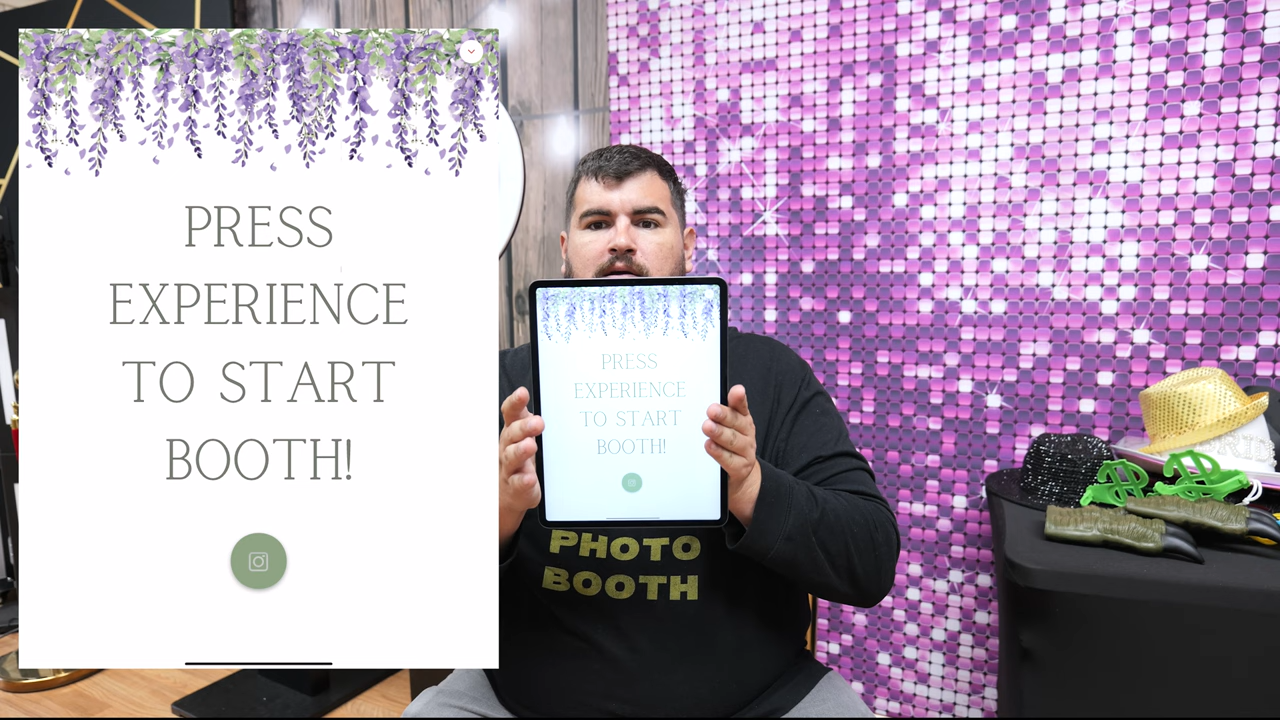 PRESS
EXPERIENCE
TO START
BOOTH!
PRESS
EXPERIENCE
TO START
BOOTH!
PHOTO
BOOTH